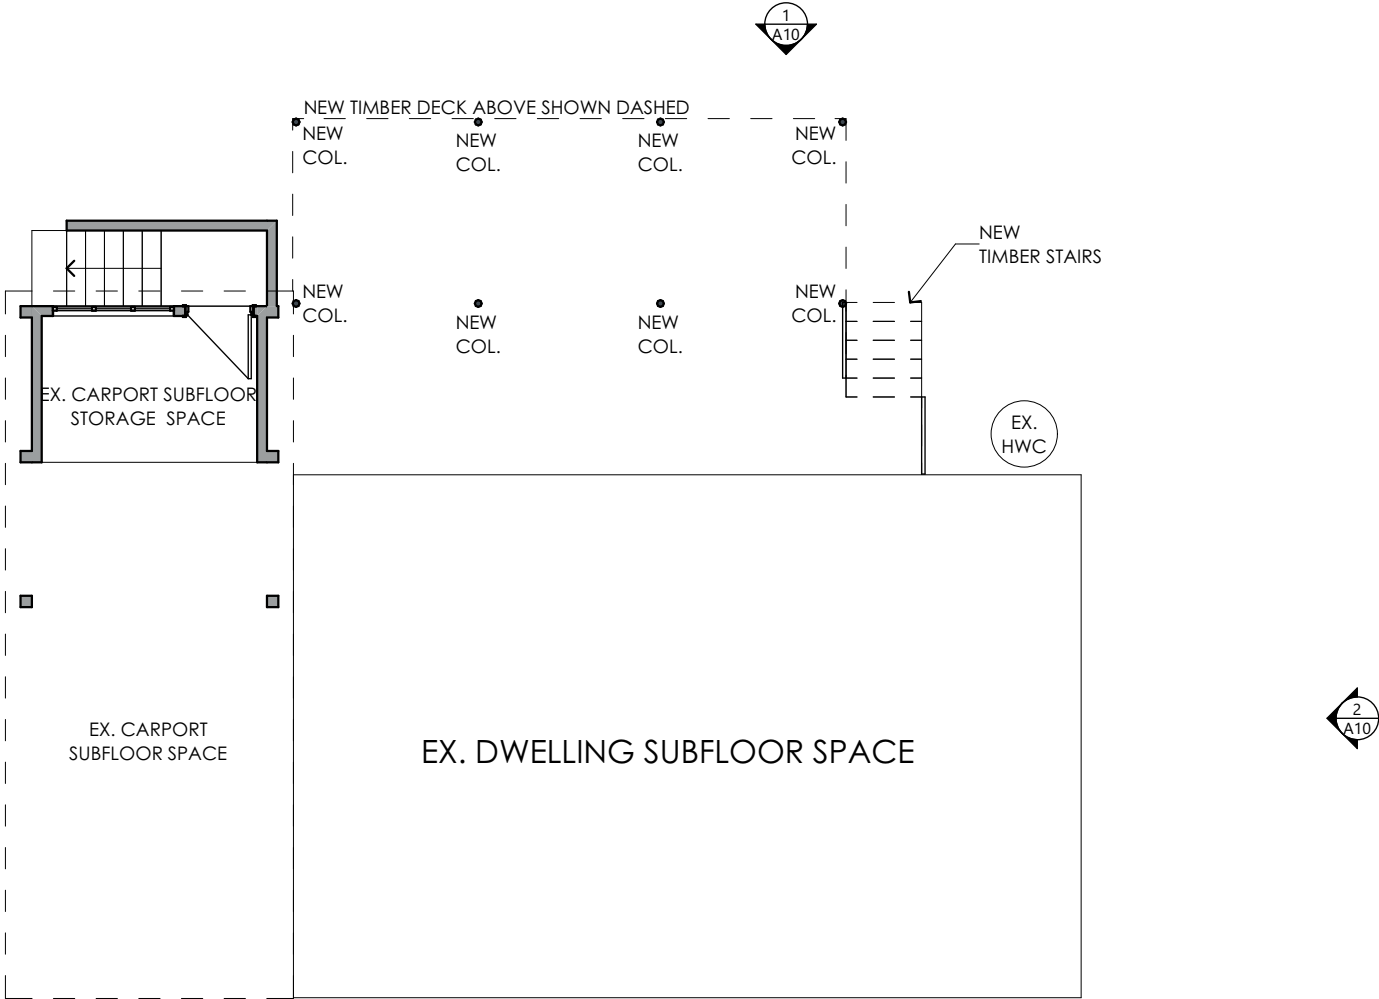 1
A10
NEW TIMBER DECK ABOVE SHOWN DASHED
NEW
COL.
NEW
COL.
NEW
COL.
NEW
COL.
NEW
TIMBER STAIRS
NEW
COL.
NEW
COL.
NEW
COL.
NEW
COL.
EX. CARPORT SUBFLOOR
STORAGE SPACE
EX.
HWC
EX. CARPORT
SUBFLOOR SPACE
EX. DWELLING SUBFLOOR SPACE
2
A10